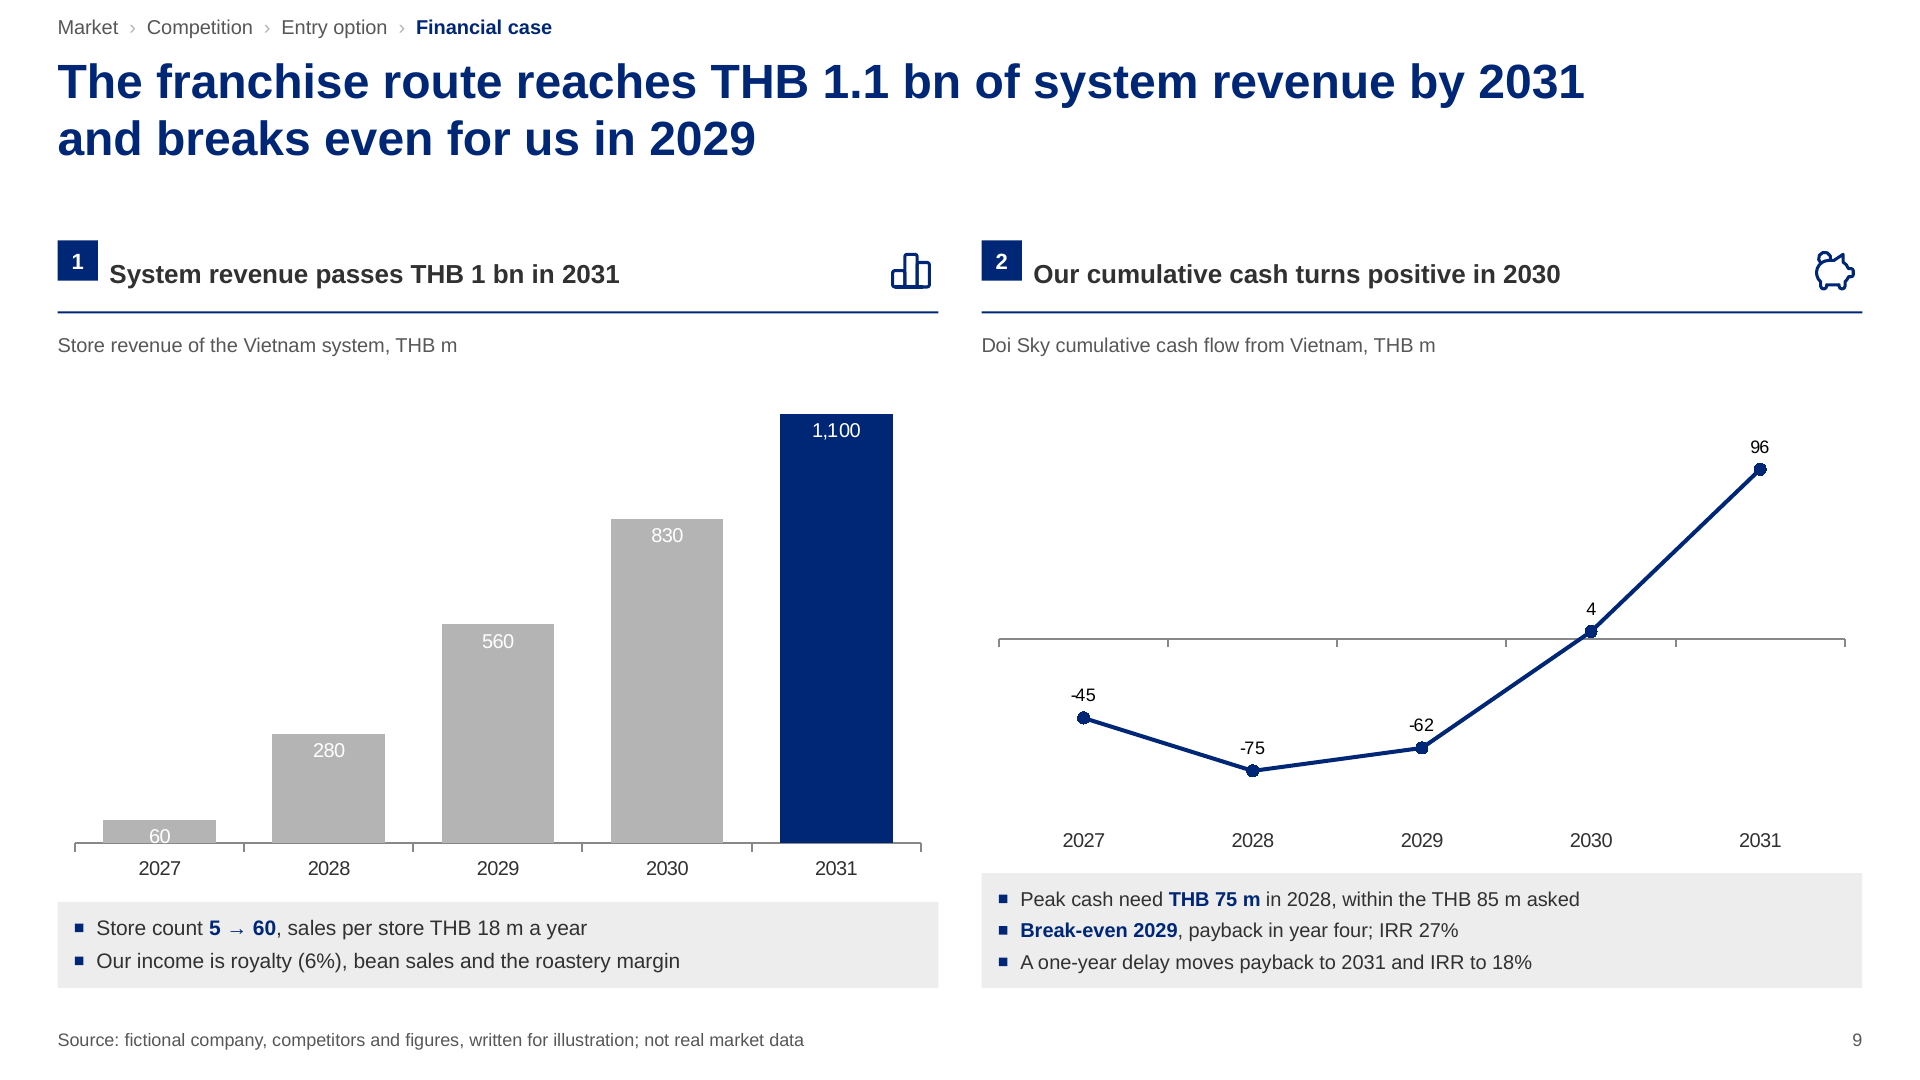 Market › Competition › Entry option › Financial case
The franchise route reaches THB 1.1 bn of system revenue by 2031
and breaks even for us in 2029
1 System revenue passes THB 1 bn in 2031
Store revenue of the Vietnam system, THB m
1,100
830
560
280
60
2027 2028 2029 2030 2031
▪ Store count 5 → 60, sales per store THB 18 m a year
▪ Our income is royalty (6%), bean sales and the roastery margin
2 Our cumulative cash turns positive in 2030
Doi Sky cumulative cash flow from Vietnam, THB m
96
4
-45
-62
-75
2027 2028 2029 2030 2031
▪ Peak cash need THB 75 m in 2028, within the THB 85 m asked
▪ Break-even 2029, payback in year four; IRR 27%
▪ A one-year delay moves payback to 2031 and IRR to 18%
Source: fictional company, competitors and figures, written for illustration; not real market data
9